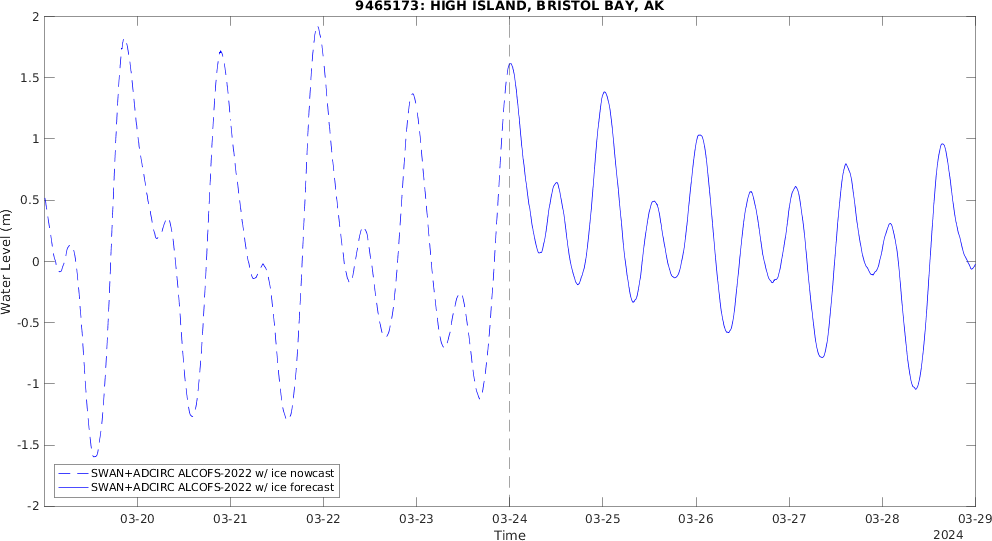 9465173: HIGH ISLAND, BRISTOL BAY, AK
2
1.5
1
0.5
0
-0.5
-1
-1.5
-2
Water Level (m)
SWAN+ADCIRC ALCOFS-2022 w/ ice nowcast
SWAN+ADCIRC ALCOFS-2022 w/ ice forecast
03-20 03-21 03-22 03-23 03-24 03-25 03-26 03-27 03-28 03-29
Time
2024